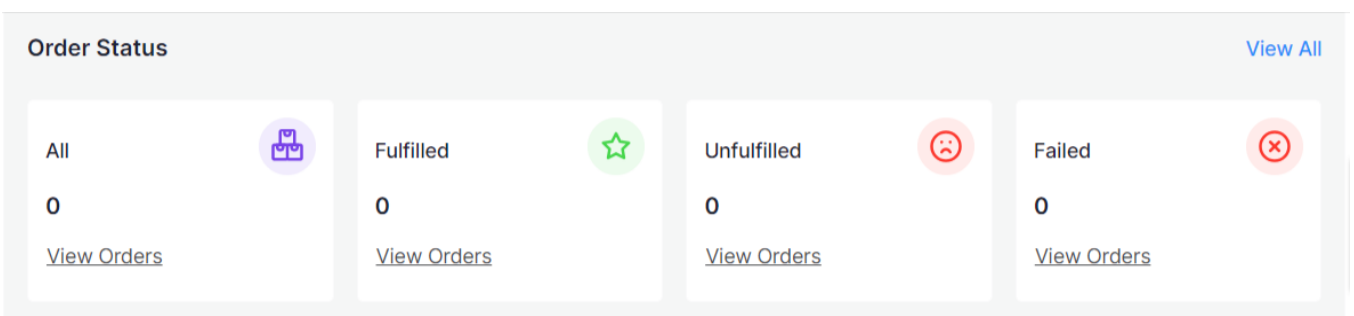 Order Status
View All
All
0
View Orders
Fulfilled
0
View Orders
Unfulfilled
0
View Orders
Failed
0
View Orders